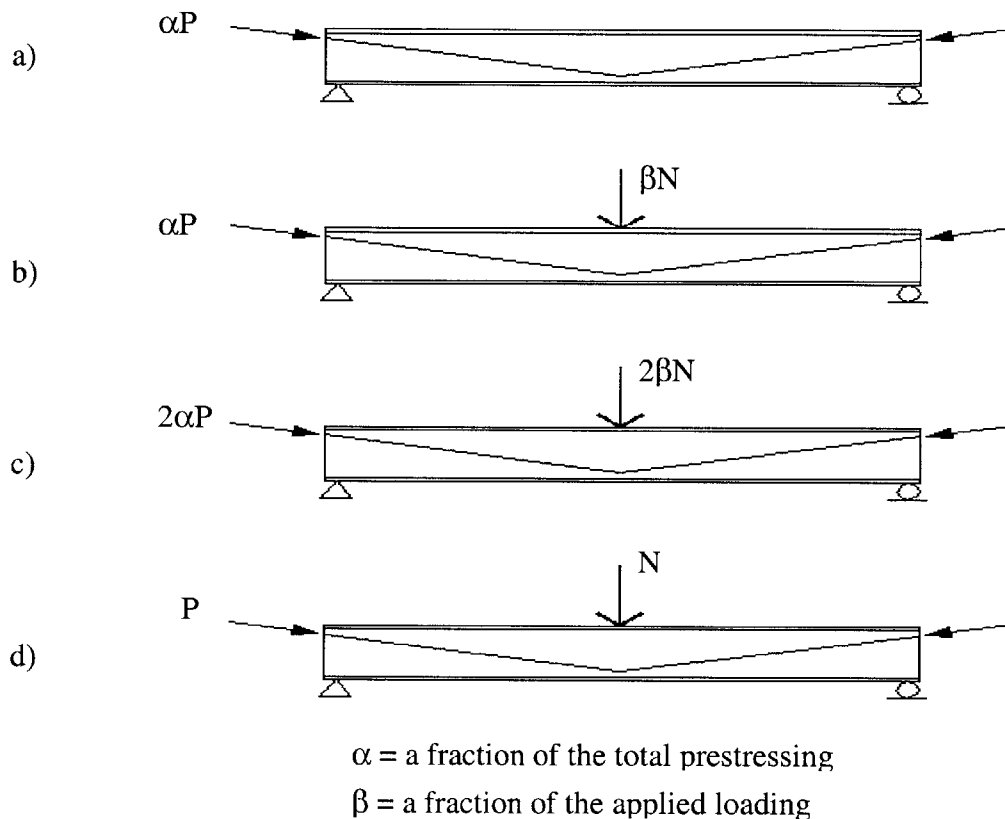 a)
αP
b)
αP
βN
c)
2αP
2βN
d)
P
N
α = a fraction of the total prestressing
β = a fraction of the applied loading